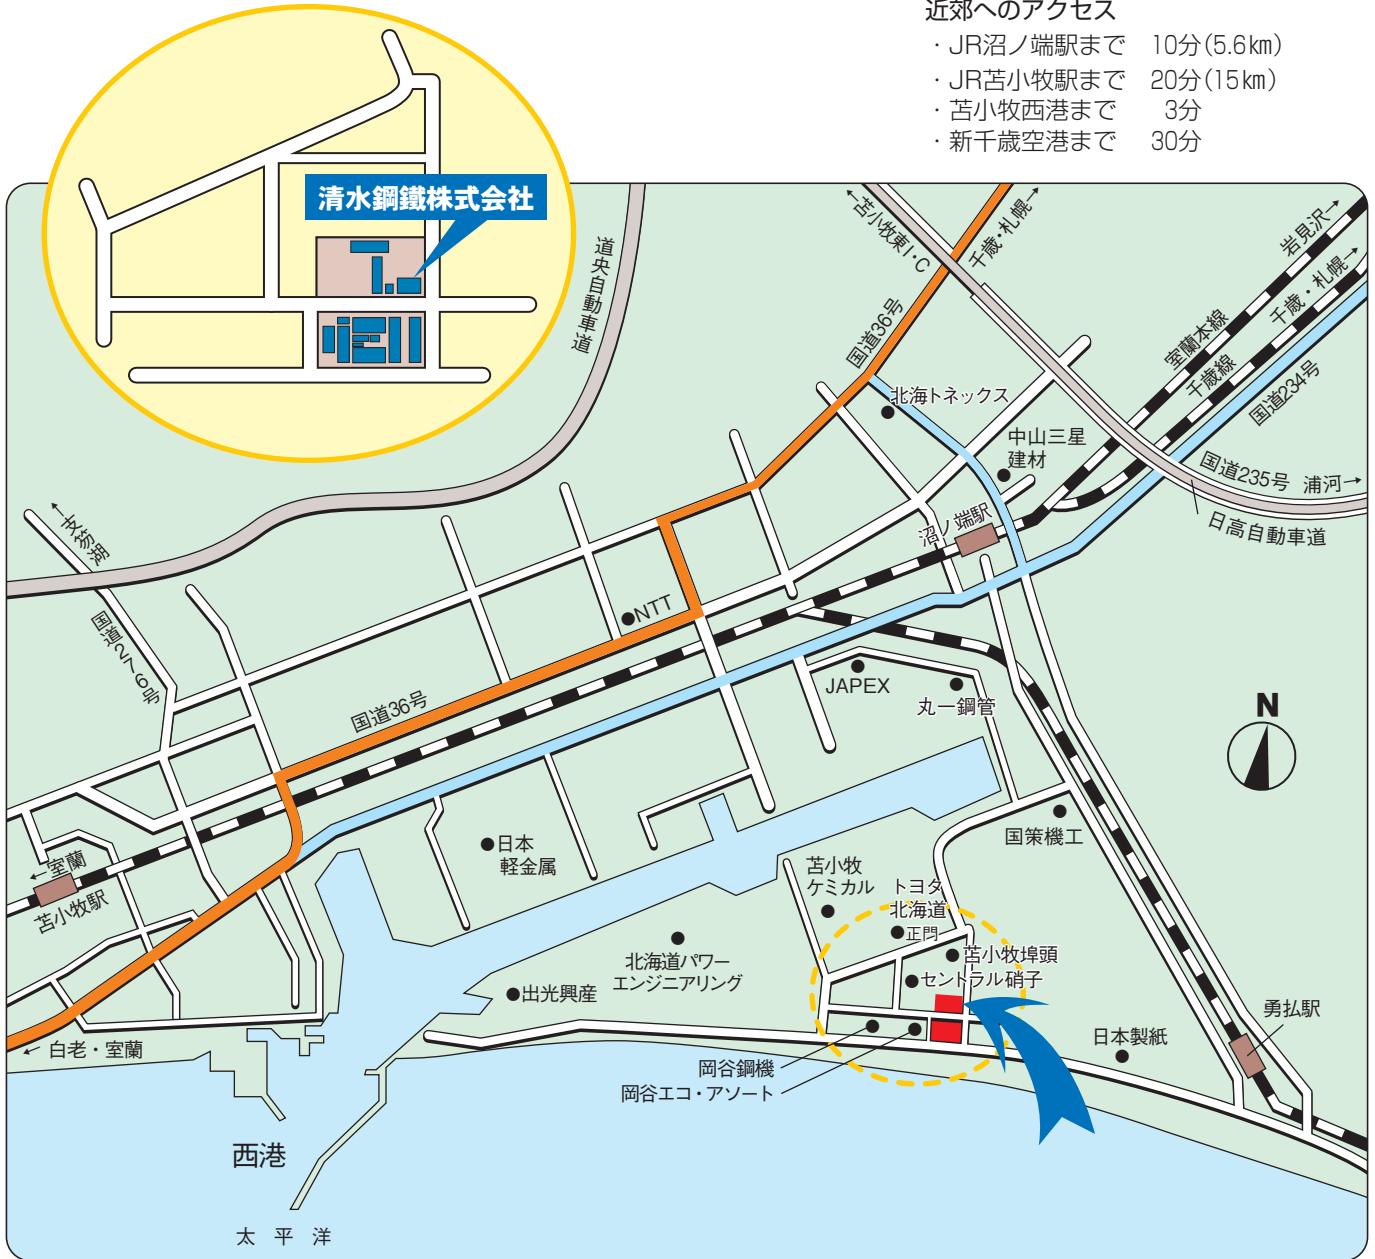 近郊へのアクセス
・JR沼ノ端駅まで 10分(5.6km)
・JR苫小牧駅まで 20分(15km)
・苫小牧西港まで 3分
・新千歳空港まで 30分
清水鋼鐵株式会社
道央自動車道
←苫小牧東I・C
千歳・札幌→
岩見沢→
千歳・札幌→
国道36号
室蘭本線
千歳線
国道234号
北海トネックス
中山三星
建材
国道235号 浦河→
日高自動車道
沼ノ端駅
←支笏湖
国道276号
NTT
国道36号
JAPEX
丸一鋼管
N
国策機工
日本
軽金属
←室蘭
苫小牧駅
苫小牧
ケミカル
トヨタ
北海道
正門
苫小牧埠頭
セントラル硝子
北海道パワー
エンジニアリング
出光興産
勇払駅
日本製紙
←白老・室蘭
岡谷鋼機
岡谷エコ・アソート
西港
太平洋